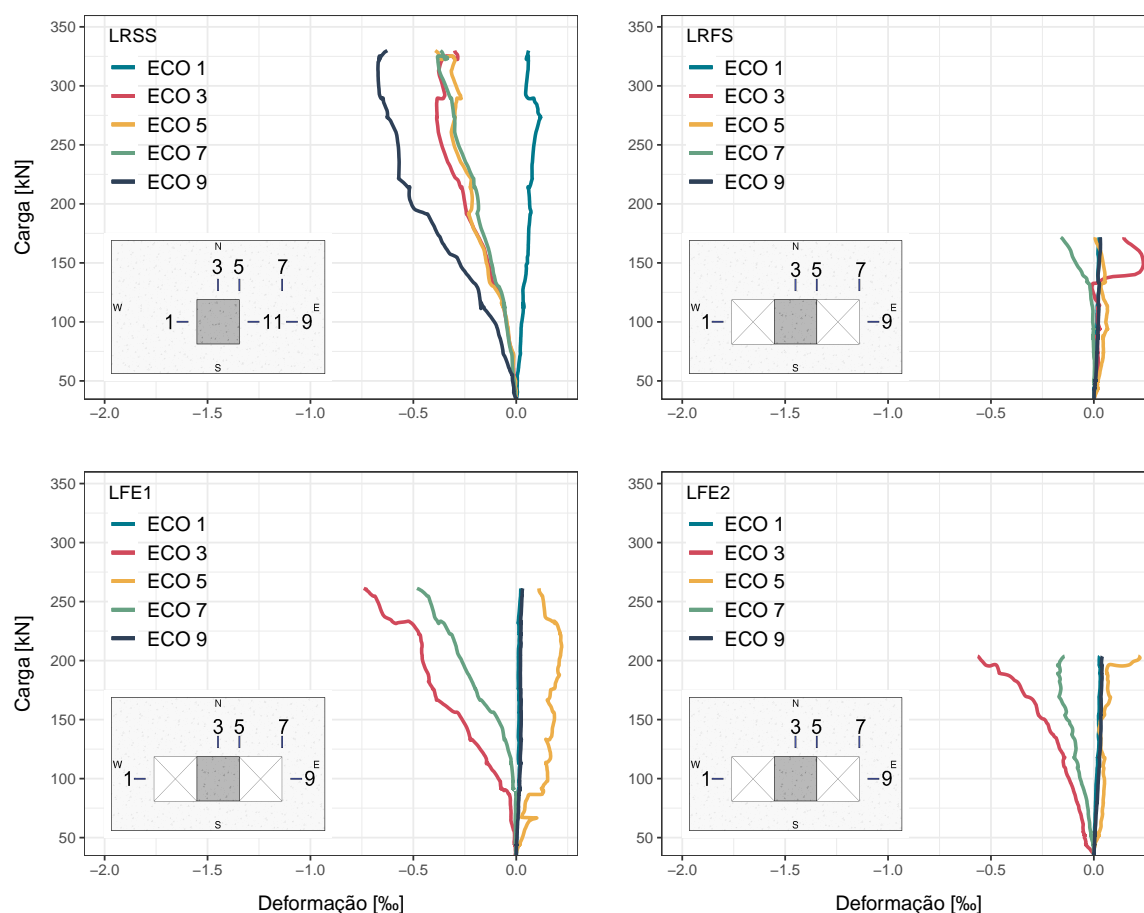 LRSS
ECO 1
ECO 3
ECO 5
ECO 7
ECO 9
350
300
250
200
150
100
50
Carga [kN]
N
3 5 7
W
1 11 9
E
S
−2.0 −1.5 −1.0 −0.5 0.0
LRFS
ECO 1
ECO 3
ECO 5
ECO 7
ECO 9
350
300
250
200
150
100
50
N
3 5 7
W
1 9
E
S
−2.0 −1.5 −1.0 −0.5 0.0
LFE1
ECO 1
ECO 3
ECO 5
ECO 7
ECO 9
350
300
250
200
150
100
50
Carga [kN]
N
3 5 7
W
1 9
E
S
−2.0 −1.5 −1.0 −0.5 0.0
Deformação [‰]
LFE2
ECO 1
ECO 3
ECO 5
ECO 7
ECO 9
350
300
250
200
150
100
50
N
3 5 7
W
1 9
E
S
−2.0 −1.5 −1.0 −0.5 0.0
Deformação [‰]